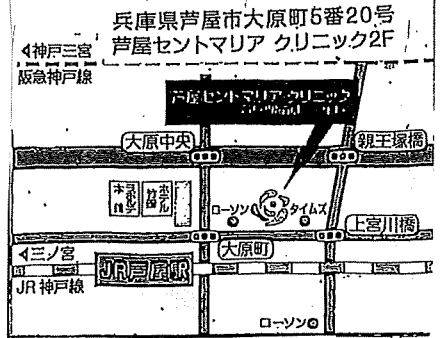 兵庫県芦屋市大原町5番20号
芦屋セントマリア クリニック2F
神戸三宮
阪急神戸線
芦屋セントマリア クリニック
大原中央
親王塚橋
ホテル
竹園
本館
ローソン
タイムズ
上宮川橋
大原町
三ノ宮
JR芦屋駅
JR 神戸線
ローソン